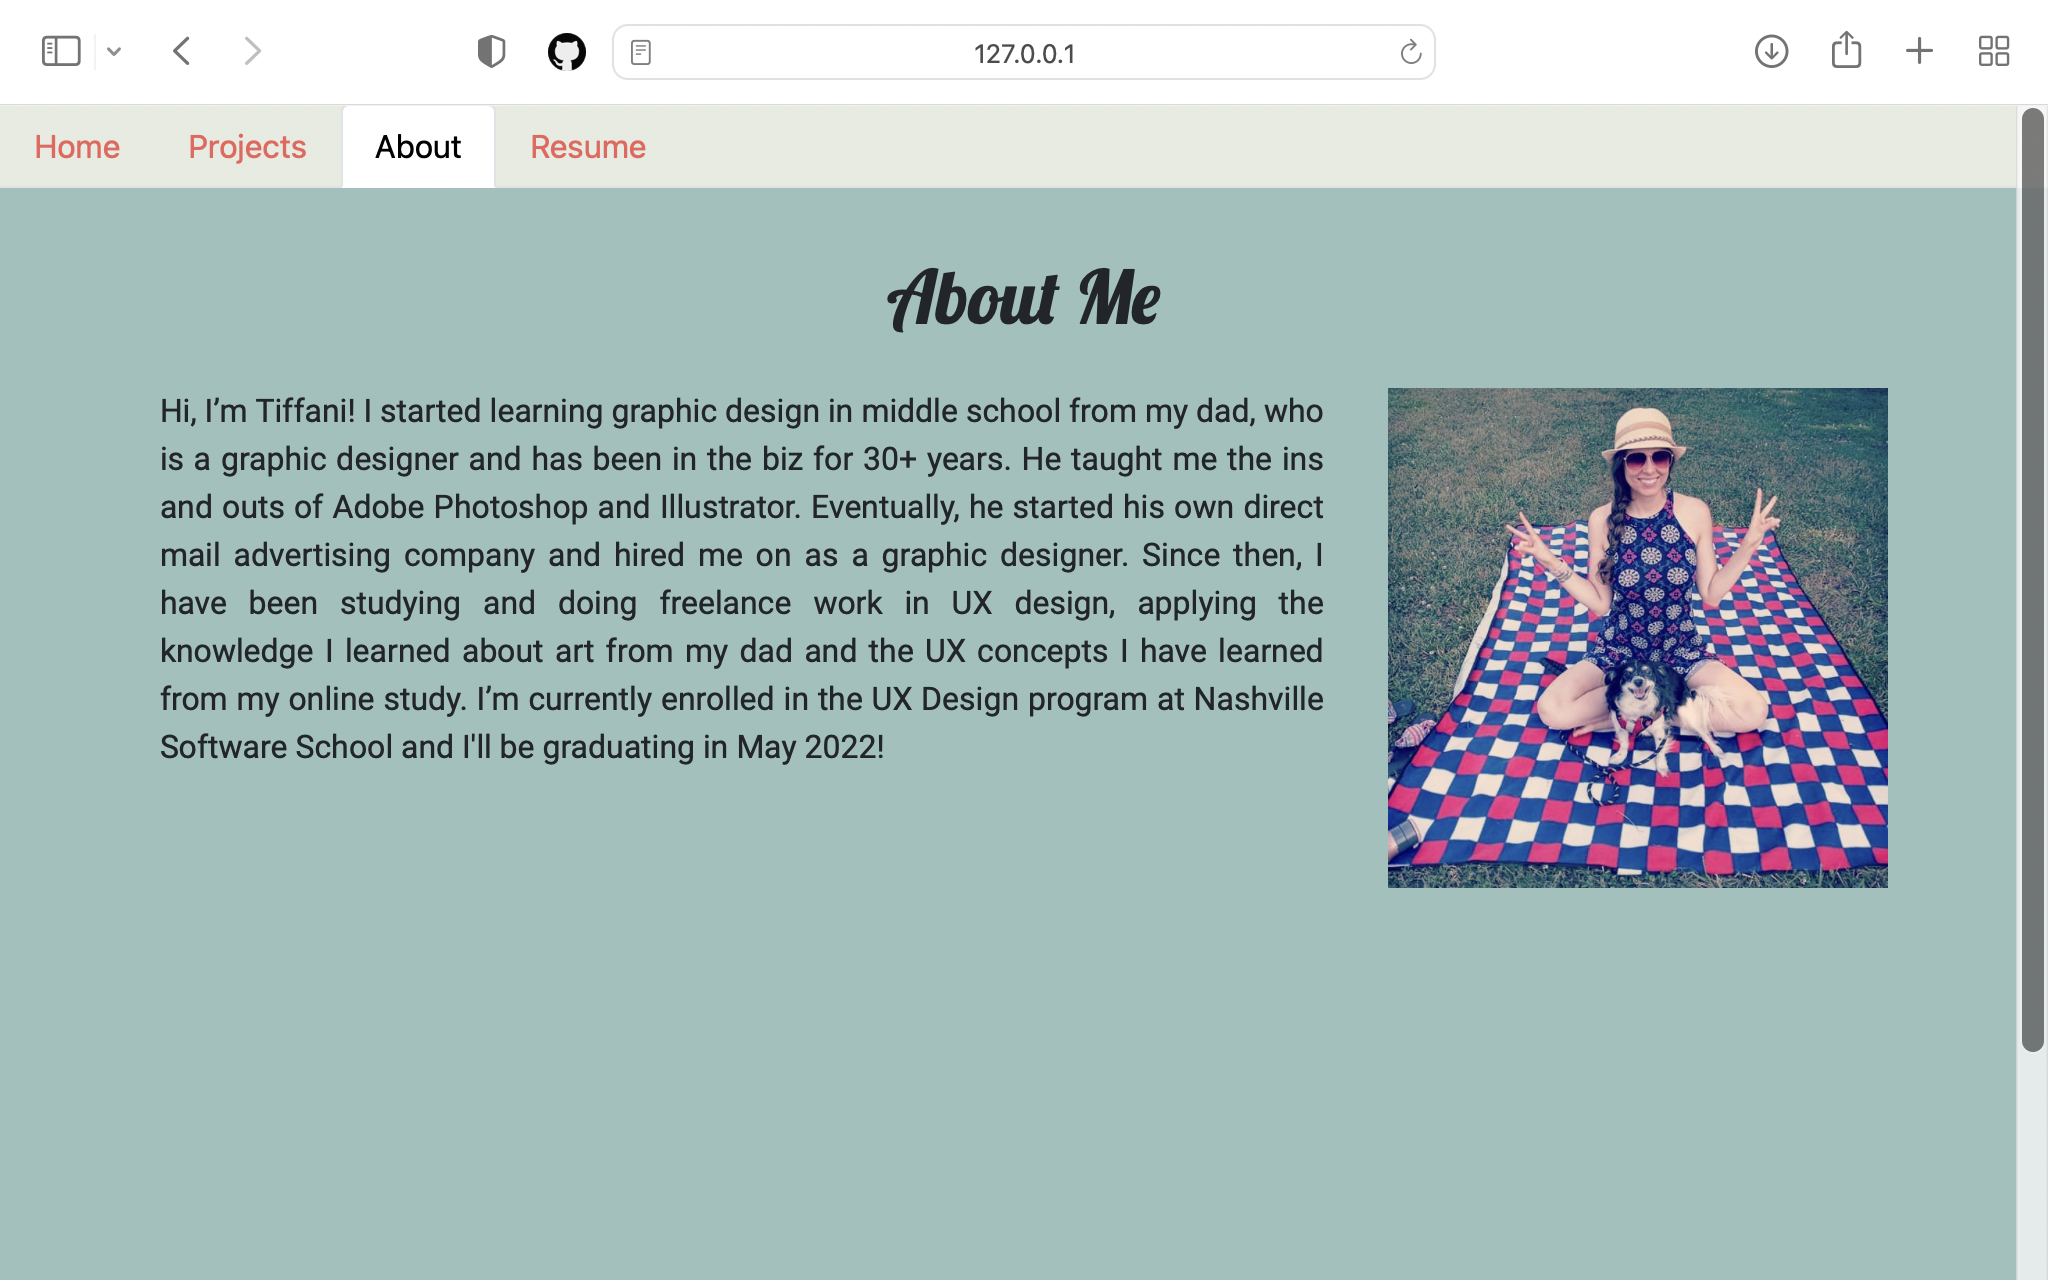 127.0.0.1
Home Projects About Resume
About Me
Hi, I’m Tiffani! I started learning graphic design in middle school from my dad, who
is a graphic designer and has been in the biz for 30+ years. He taught me the ins
and outs of Adobe Photoshop and Illustrator. Eventually, he started his own direct
mail advertising company and hired me on as a graphic designer. Since then, I
have been studying and doing freelance work in UX design, applying the
knowledge I learned about art from my dad and the UX concepts I have learned
from my online study. I’m currently enrolled in the UX Design program at Nashville
Software School and I'll be graduating in May 2022!